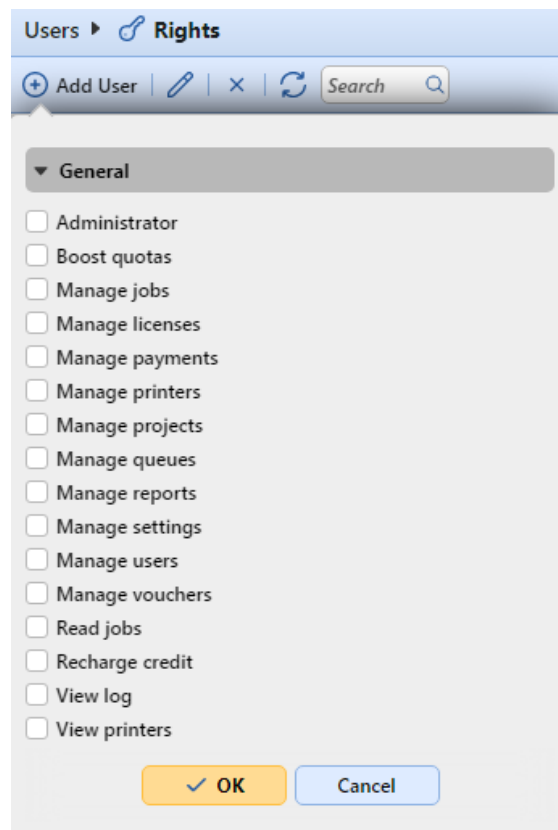 Users Rights
Add User Search
General
Administrator
Boost quotas
Manage jobs
Manage licenses
Manage payments
Manage printers
Manage projects
Manage queues
Manage reports
Manage settings
Manage users
Manage vouchers
Read jobs
Recharge credit
View log
View printers
OK Cancel